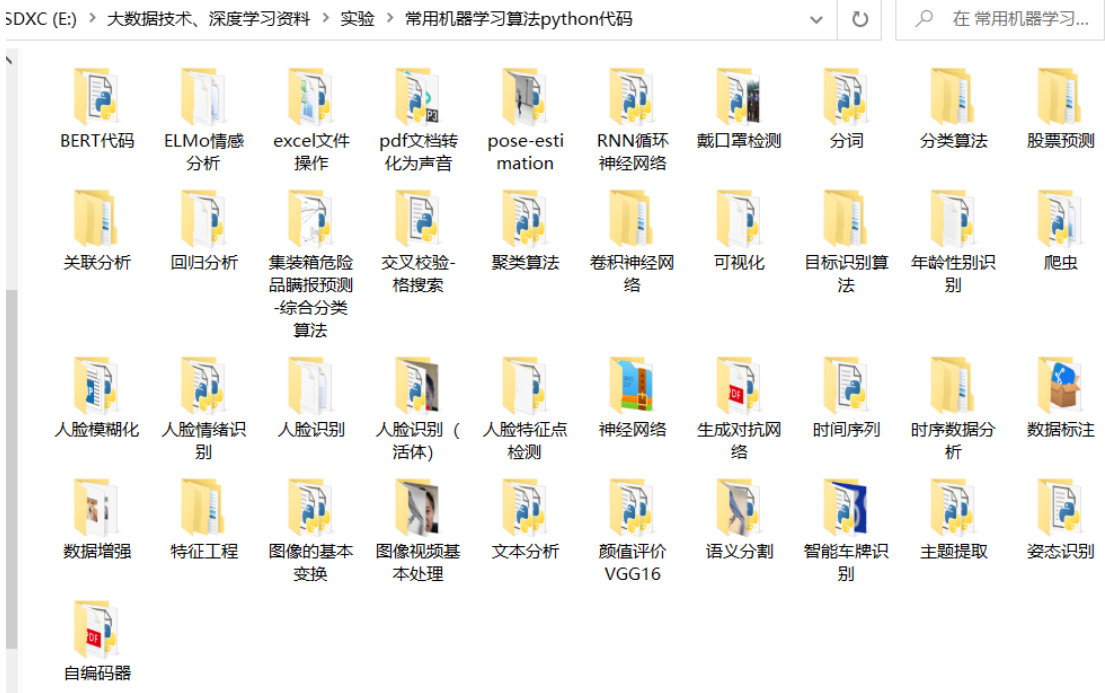 SDXC (E:) > 大数据技术、深度学习资料 > 实验 > 常用机器学习算法python代码
在 常用机器学习...
BERT代码
ELMo情感
分析
excel文件
操作
pdf文档转
化为声音
pose-esti
mation
RNN循环
神经网络
戴口罩检测
分词
分类算法
股票预测
关联分析
回归分析
集装箱危险
品瞒报预测
-综合分类
算法
交叉校验-
格搜索
聚类算法
卷积神经网
络
可视化
目标识别算
法
年龄性别识
别
爬虫
人脸模糊化
人脸情绪识
别
人脸识别
人脸识别（
活体)
人脸特征点
检测
神经网络
生成对抗网
络
时间序列
时序数据分
析
数据标注
数据增强
特征工程
图像的基本
变换
图像视频基
本处理
文本分析
颜值评价
VGG16
语义分割
智能车牌识
别
主题提取
姿态识别
自编码器